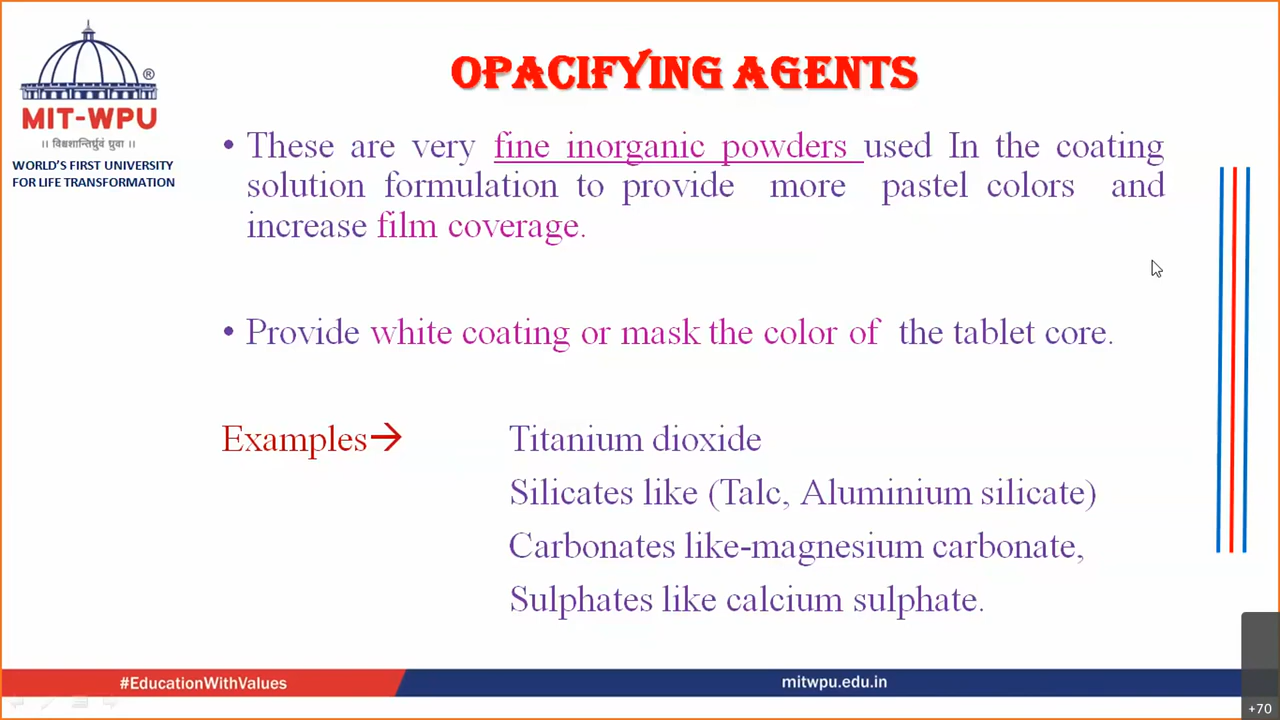 OPACIFYING AGENTS
®
MIT-WPU
।। विश्वशान्तिर्ध्रुवं ध्रुवा ।।
WORLD'S FIRST UNIVERSITY
FOR LIFE TRANSFORMATION
• These are very fine inorganic powders used In the coating
solution formulation to provide more pastel colors and
increase film coverage.
• Provide white coating or mask the color of the tablet core.
Examples→ Titanium dioxide
Silicates like (Talc, Aluminium silicate)
Carbonates like-magnesium carbonate,
Sulphates like calcium sulphate.
#EducationWithValues
mitwpu.edu.in
+70